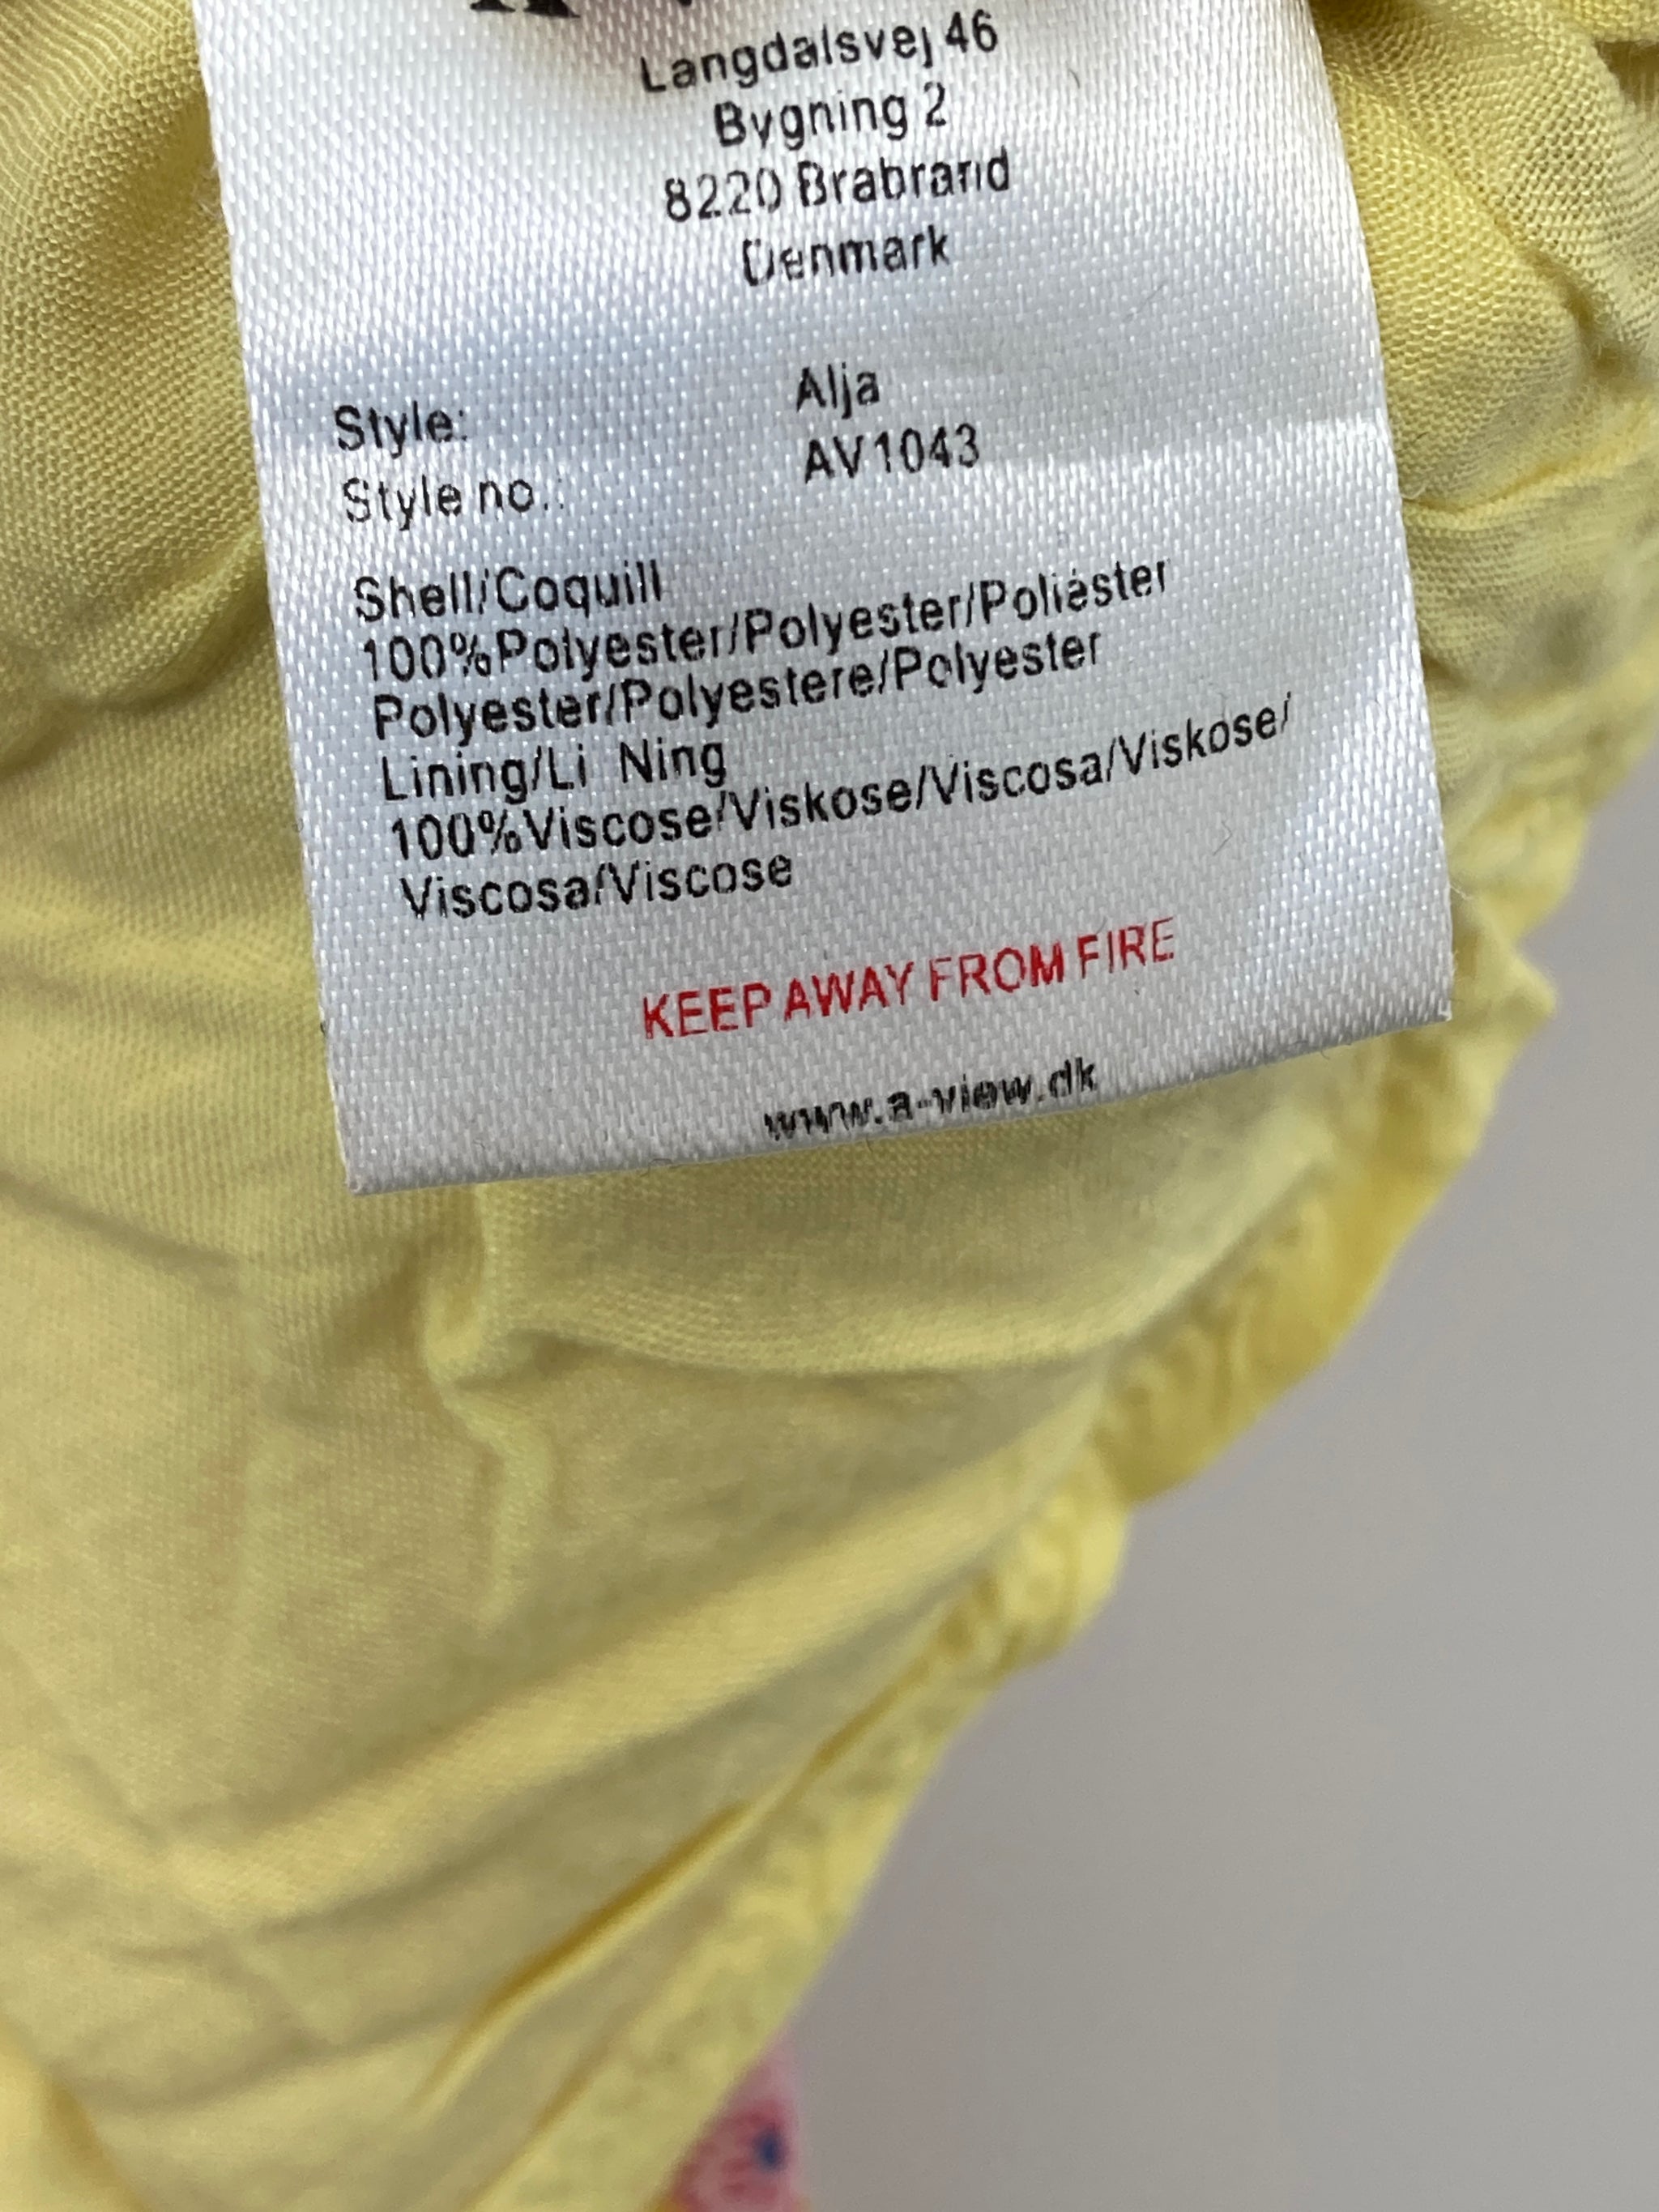 Langdalsvej 46
Bygning 2
8220 Brabrand
Denmark
Style: Alja
Style no.: AV1043
Shell/Coquill
100%Polyester/Polyester/Poliéster
Polyester/Polyestere/Polyester
Lining/Li Ning
100%Viscose/Viskose/Viscosa/Viskose/
Viscosa/Viscose
KEEP AWAY FROM FIRE
www.a-view.dk